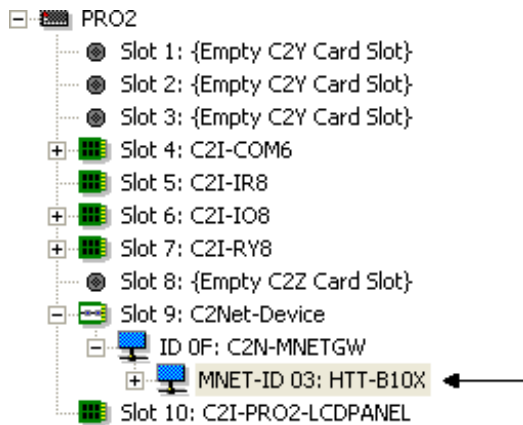 PRO2
Slot 1: {Empty C2Y Card Slot}
Slot 2: {Empty C2Y Card Slot}
Slot 3: {Empty C2Y Card Slot}
Slot 4: C2I-COM6
Slot 5: C2I-IR8
Slot 6: C2I-IO8
Slot 7: C2I-RY8
Slot 8: {Empty C2Z Card Slot}
Slot 9: C2Net-Device
ID 0F: C2N-MNETGW
MNET-ID 03: HTT-B10X
Slot 10: C2I-PRO2-LCDPANEL